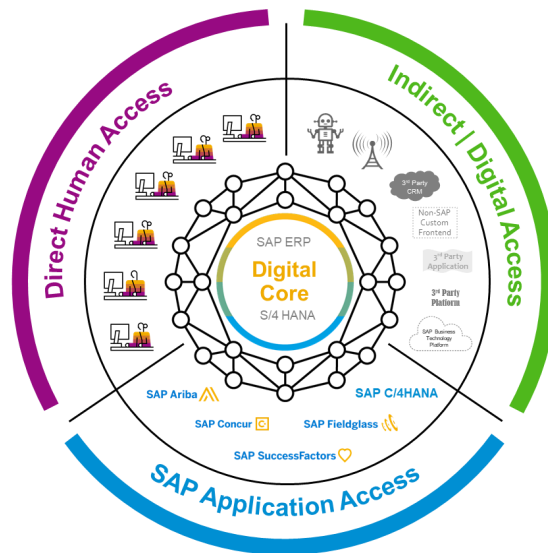 Direct Human Access
Indirect | Digital Access
3rd Party
CRM
Non-SAP
Custom
Frontend
3rd Party
Application
3rd Party
Platform
SAP Business
Technology
Platform
SAP ERP
Digital
Core
S/4 HANA
SAP Ariba
SAP C/4HANA
SAP Concur
C.
SAP Fieldglass
SAP SuccessFactors
SAP Application Access